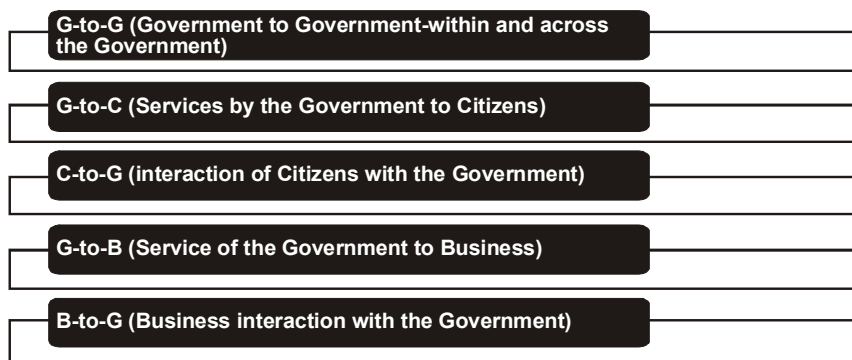 G-to-G (Government to Government-within and across
the Government)
G-to-C (Services by the Government to Citizens)
C-to-G (interaction of Citizens with the Government)
G-to-B (Service of the Government to Business)
B-to-G (Business interaction with the Government)